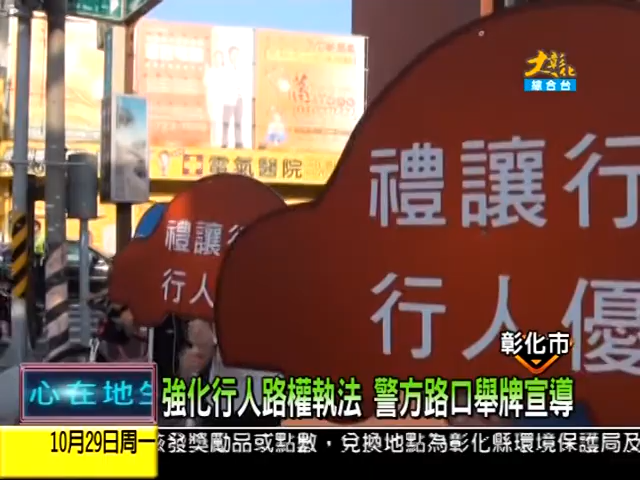 大彰化
綜合台
電氣醫院
禮讓行
行人優
禮讓行
行人
彰化市
強化行人路權執法 警方路口舉牌宣導
心在地生
10月29日周一
該發獎勵品或點數，兌換地點為彰化縣環境保護局及